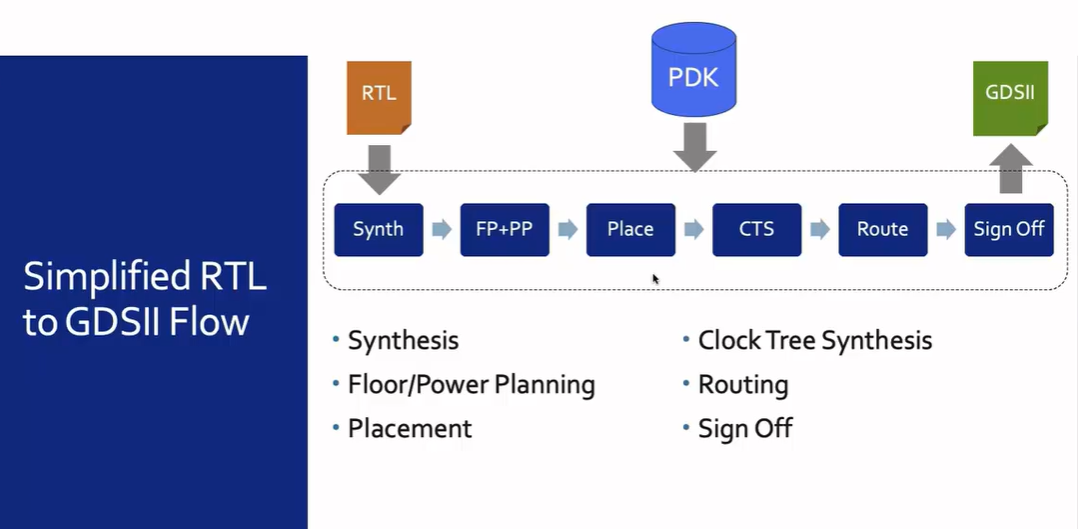 Simplified RTL
to GDSII Flow
RTL
PDK
GDSII
Synth
FP+PP
Place
CTS
Route
Sign Off
• Synthesis
• Floor/Power Planning
• Placement
• Clock Tree Synthesis
• Routing
• Sign Off